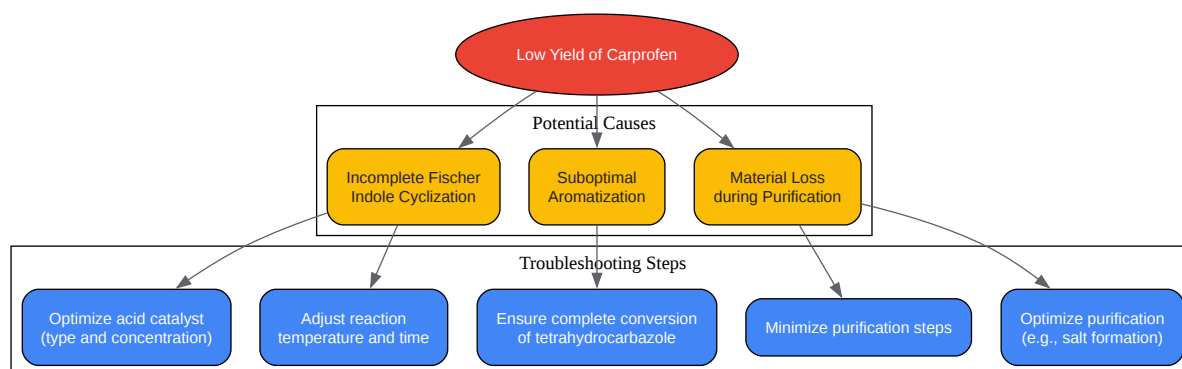 Low Yield of Carprofen
Potential Causes
Incomplete Fischer
Indole Cyclization
Suboptimal
Aromatization
Material Loss
during Purification
Troubleshooting Steps
Optimize acid catalyst
(type and concentration)
Adjust reaction
temperature and time
Ensure complete conversion
of tetrahydrocarbazole
Minimize purification steps
Optimize purification
(e.g., salt formation)